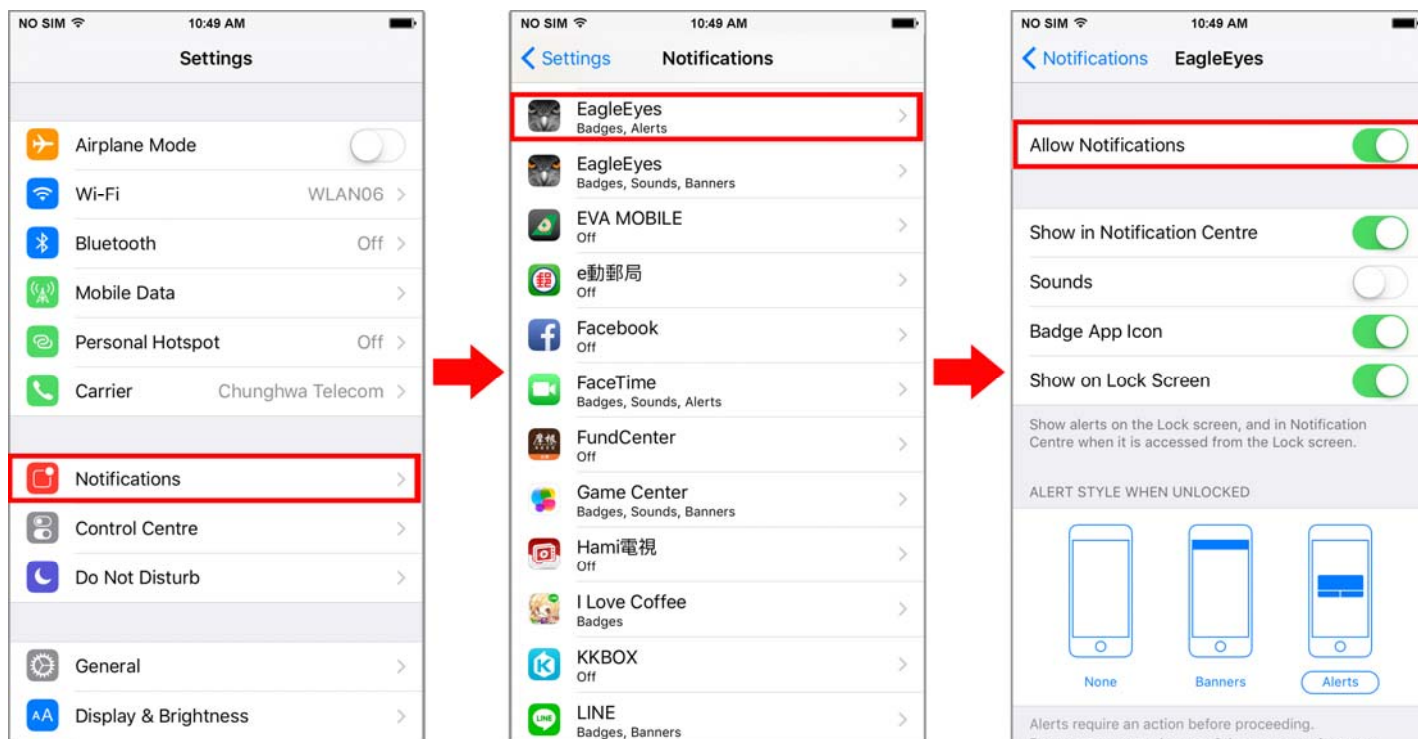 NO SIM 10:49 AM
Settings
Airplane Mode
Wi-Fi WLAN06
Bluetooth Off
Mobile Data
Personal Hotspot Off
Carrier Chunghwa Telecom
Notifications
Control Centre
Do Not Disturb
General
AA Display & Brightness
NO SIM 10:49 AM
Settings Notifications
EagleEyes
Badges, Alerts
EagleEyes
Badges, Sounds, Banners
EVA MOBILE
Off
e動郵局
Off
Facebook
Off
FaceTime
Badges, Sounds, Alerts
FundCenter
Off
Game Center
Badges, Sounds, Banners
Hami電視
Off
I Love Coffee
Badges
KKBOX
Off
LINE
Badges, Banners
NO SIM 10:49 AM
Notifications EagleEyes
Allow Notifications
Show in Notification Centre
Sounds
Badge App Icon
Show on Lock Screen
Show alerts on the Lock screen, and in Notification
Centre when it is accessed from the Lock screen.
ALERT STYLE WHEN UNLOCKED
None Banners Alerts
Alerts require an action before proceeding.